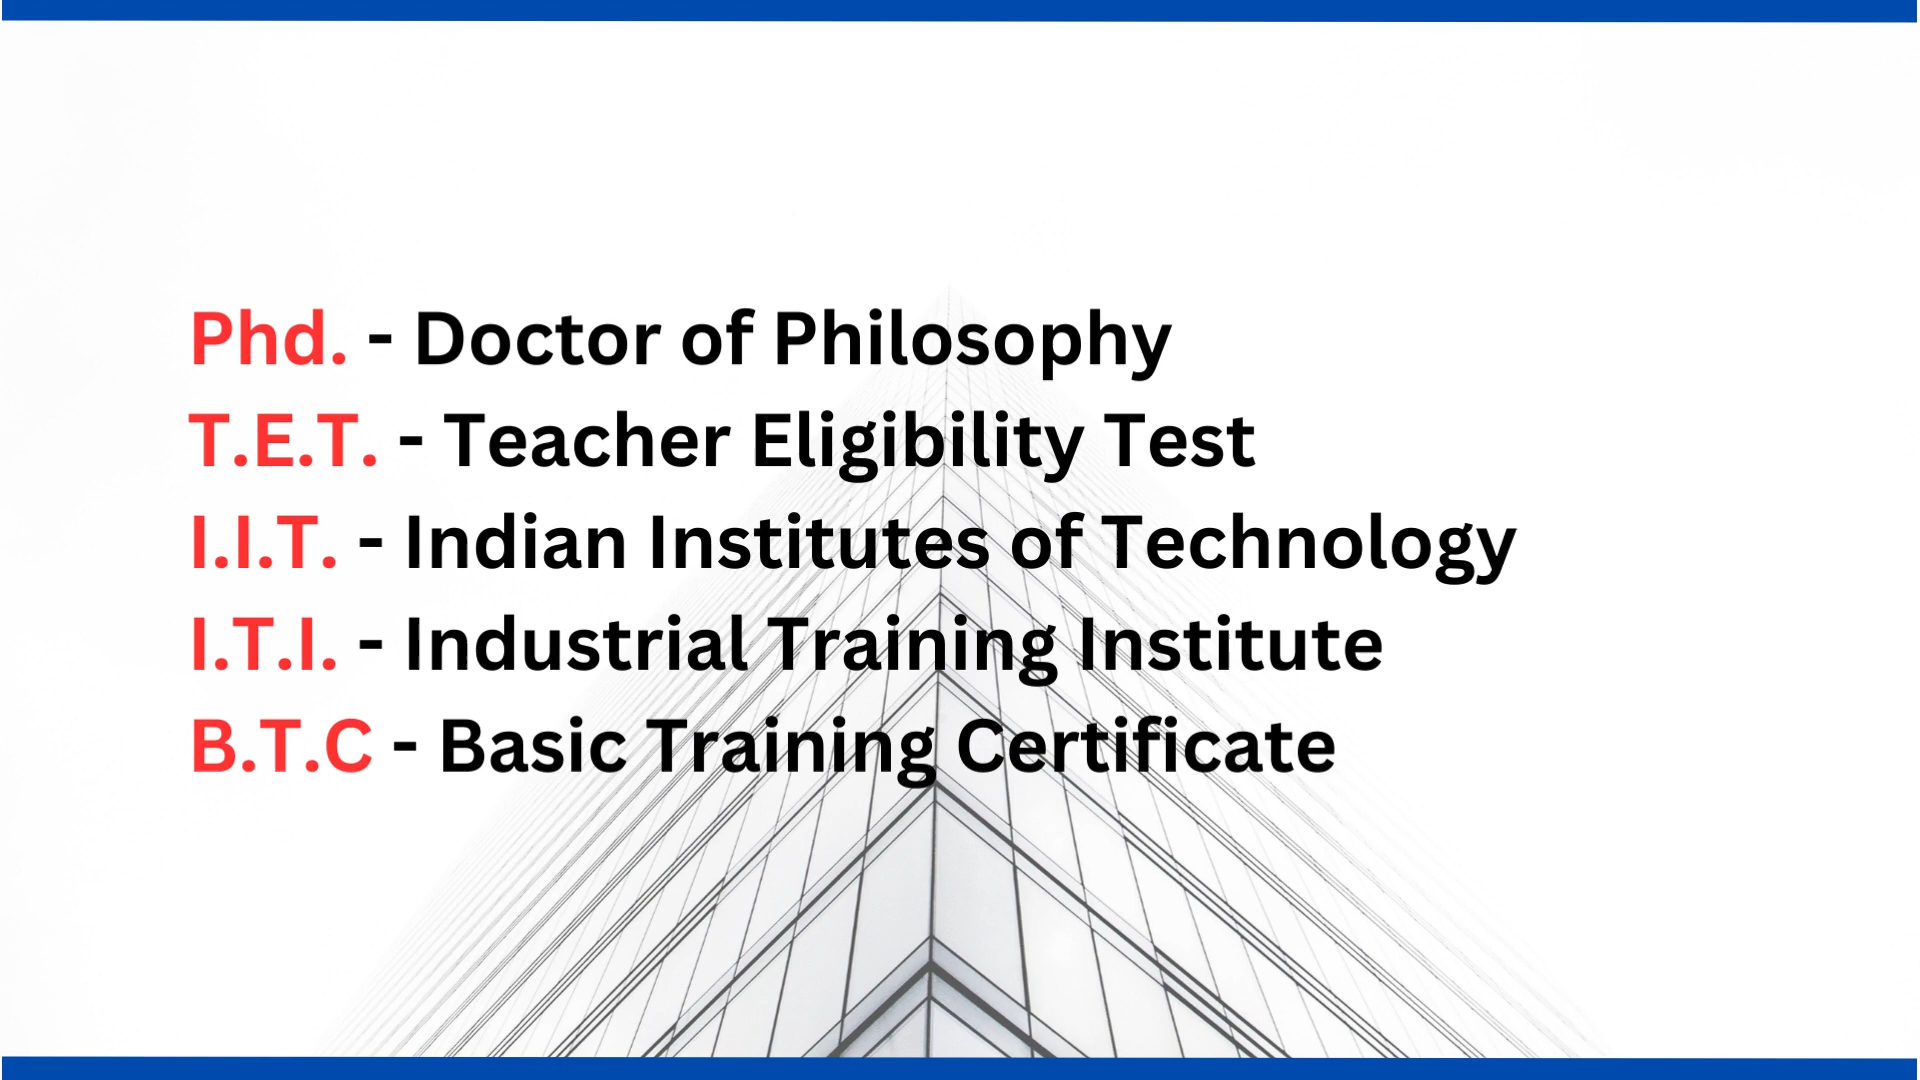 Phd. - Doctor of Philosophy
T.E.T. - Teacher Eligibility Test
I.I.T. - Indian Institutes of Technology
I.T.I. - Industrial Training Institute
B.T.C - Basic Training Certificate